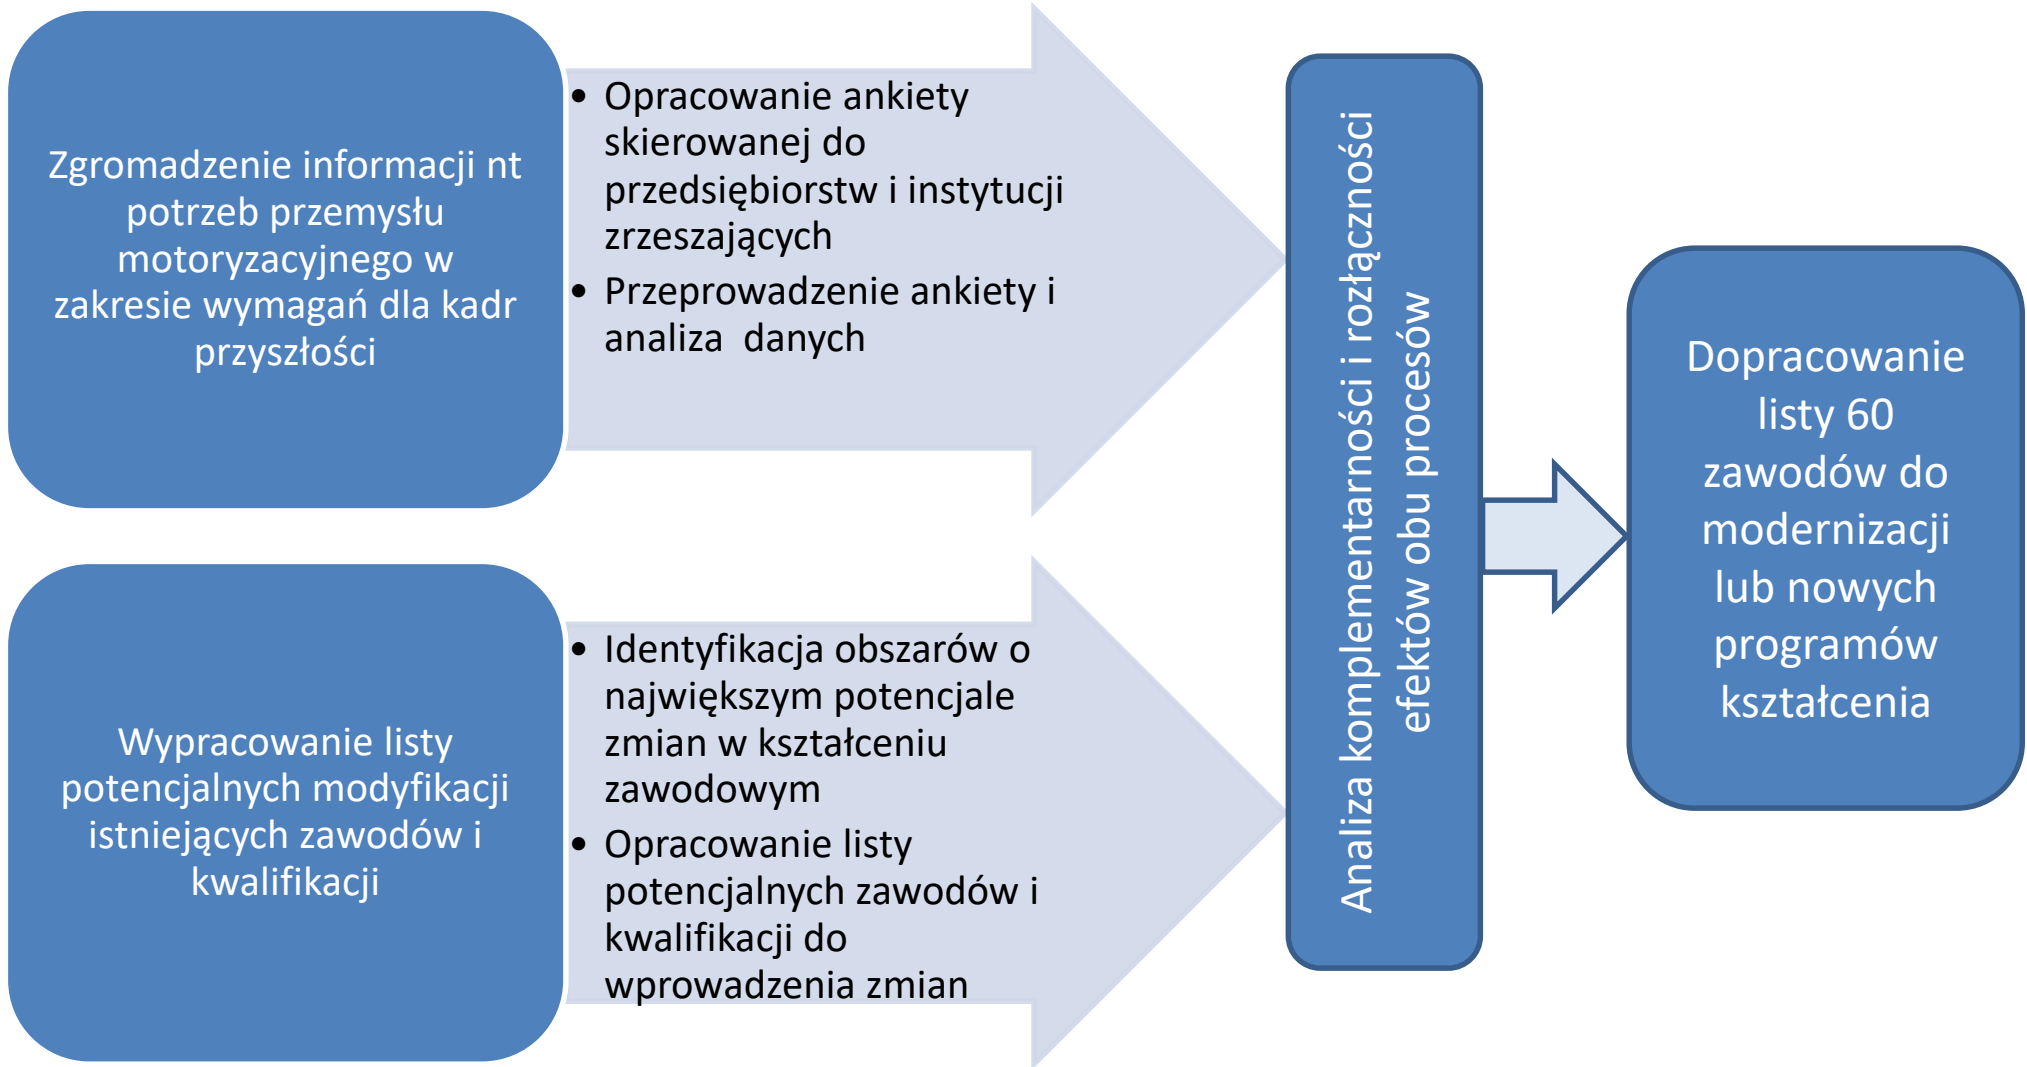 Zgromadzenie informacji nt
potrzeb przemysłu
motoryzacyjnego w
zakresie wymagań dla kadr
przyszłości
• Opracowanie ankiety
skierowanej do
przedsiębiorstw i instytucji
zrzeszających
• Przeprowadzenie ankiety i
analiza danych
Wypracowanie listy
potencjalnych modyfikacji
istniejących zawodów i
kwalifikacji
• Identyfikacja obszarów o
największym potencjale
zmian w kształceniu
zawodowym
• Opracowanie listy
potencjalnych zawodów i
kwalifikacji do
wprowadzenia zmian
Analiza komplementarności i rozłączności
efektów obu procesów
Dopracowanie
listy 60
zawodów do
modernizacji
lub nowych
programów
kształcenia